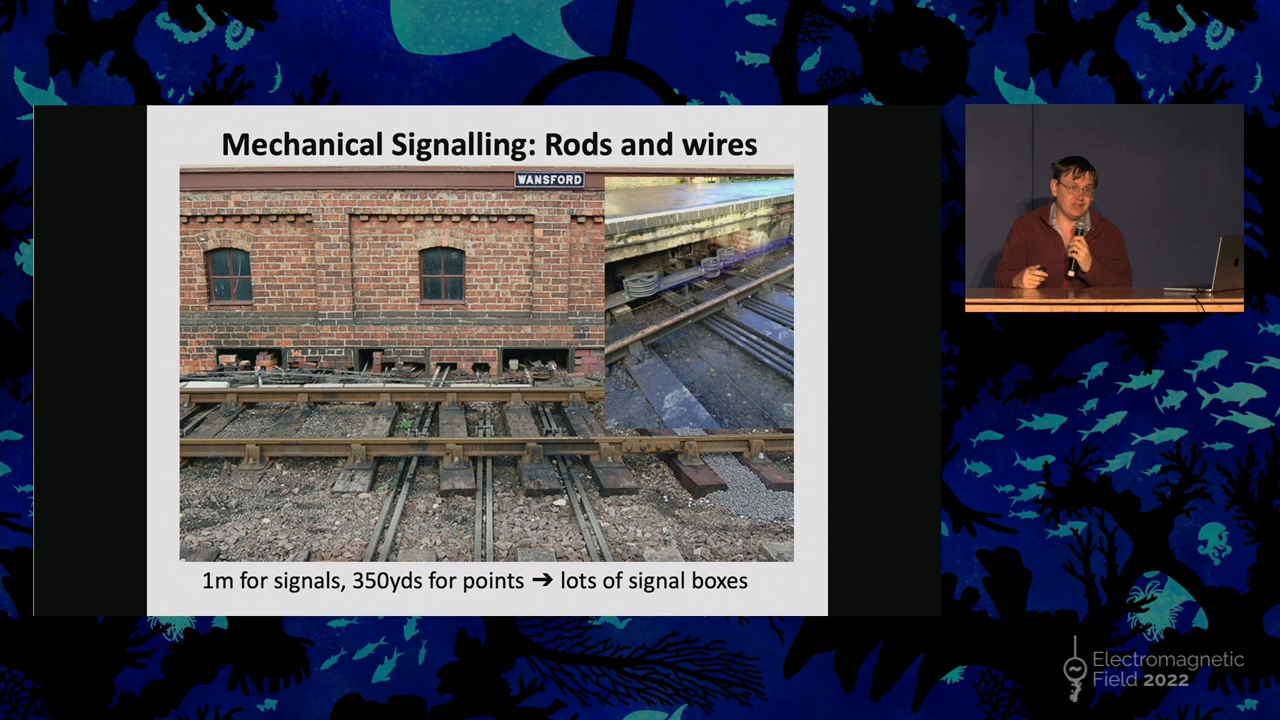 Mechanical Signalling: Rods and wires
WANSFORD
1m for signals, 350yds for points ➔ lots of signal boxes
Electromagnetic
Field 2022